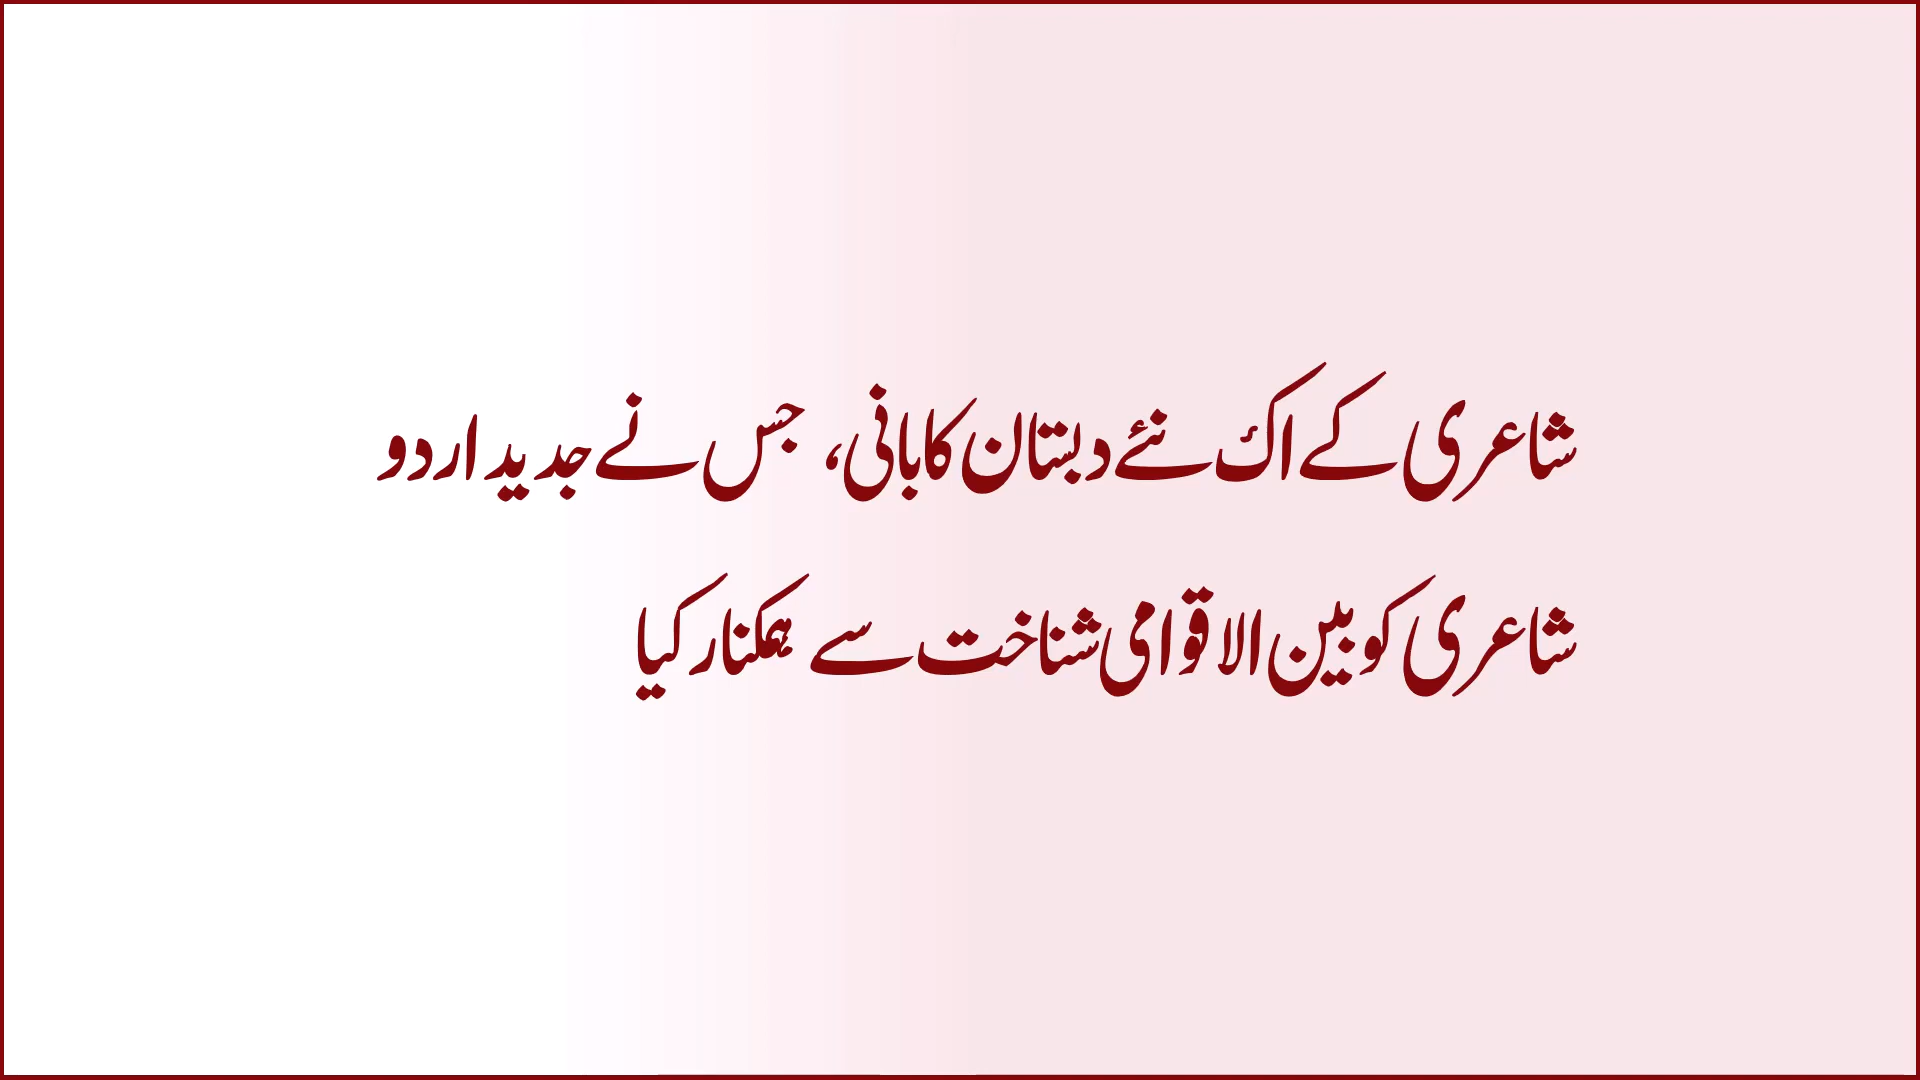 شاعری کے اک نئے دبستان کا بانی، جس نے جدید اردو
شاعری کو بین الاقوامی شناخت سے ہمکنار کیا